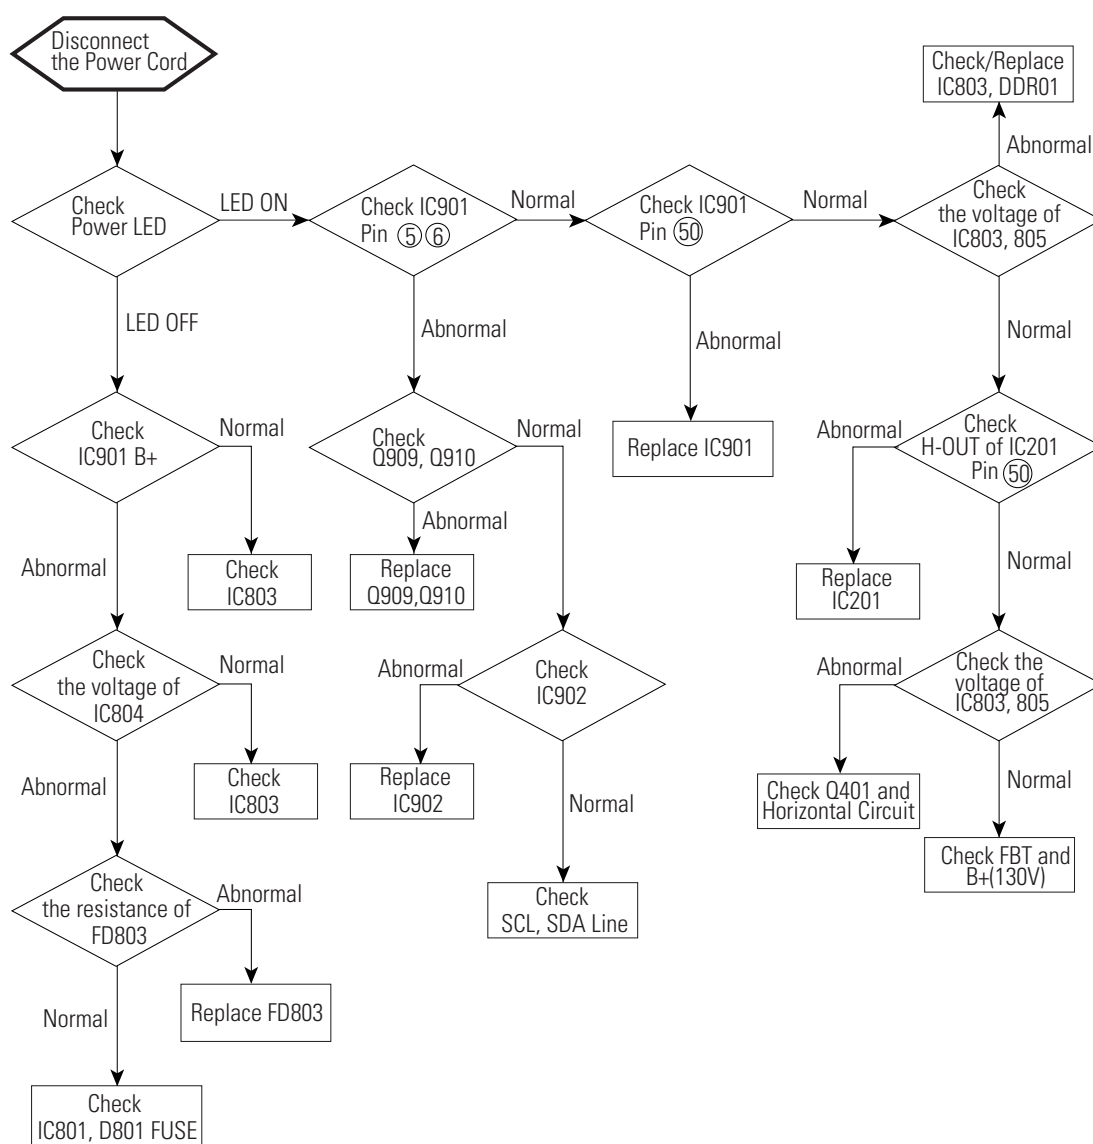 Disconnect
the Power Cord
Check
Power LED
LED ON
Check IC901
Pin ⑤⑥
Normal
Check IC901
Pin ㊿
Normal
Check
the voltage of
IC803, 805
Abnormal
Check/Replace
IC803, DDR01
LED OFF
Abnormal
Abnormal
Normal
Check
IC901 B+
Normal
Check
Q909, Q910
Normal
Replace IC901
Abnormal
Check
H-OUT of IC201
Pin ㊿
Abnormal
Check
IC803
Abnormal
Replace
Q909,Q910
Replace
IC201
Normal
Check
the voltage of
IC804
Normal
Abnormal
Check
IC902
Abnormal
Check the
voltage of
IC803, 805
Abnormal
Check
IC803
Replace
IC902
Normal
Check Q401 and
Horizontal Circuit
Normal
Check FBT and
B+(130V)
Check
the resistance of
FD803
Abnormal
Check
SCL, SDA Line
Normal
Replace FD803
Check
IC801, D801 FUSE